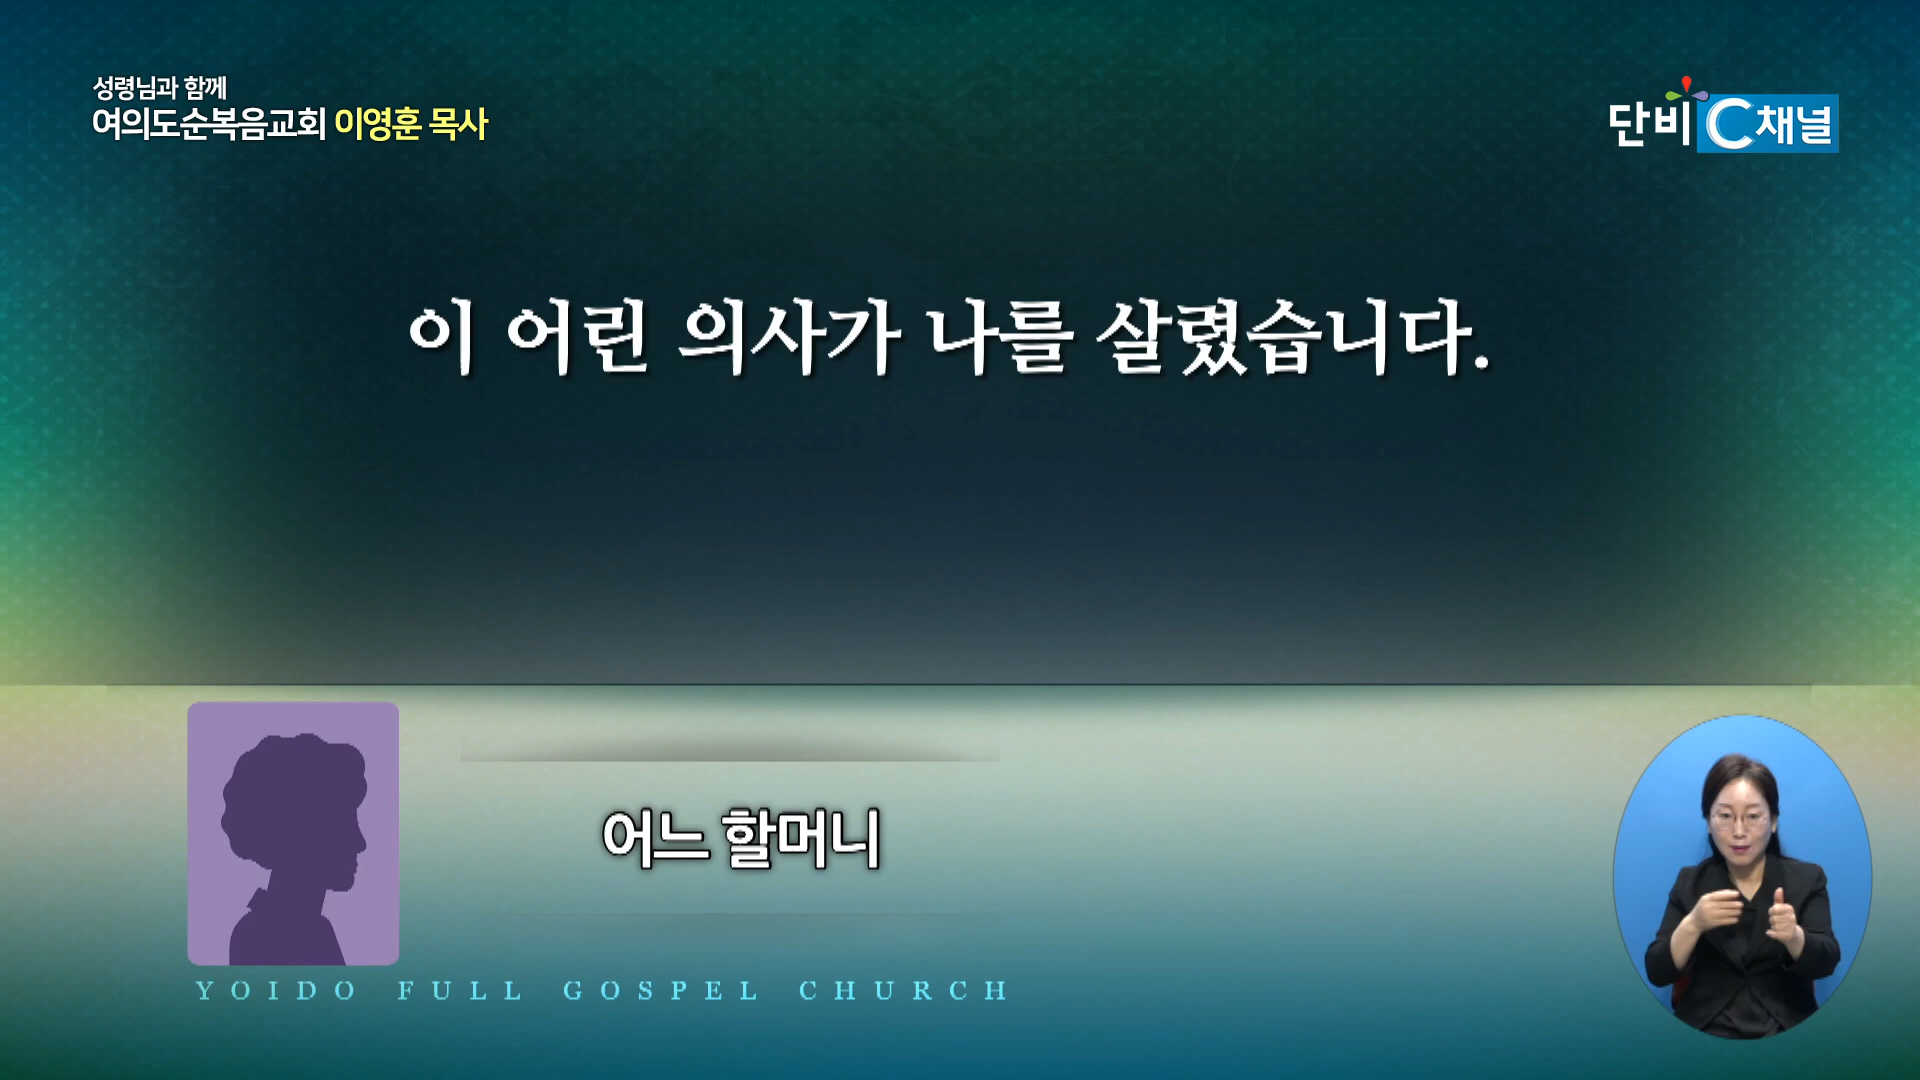 성령님과 함께
여의도순복음교회 이영훈 목사
단비 C채널
이 어린 의사가 나를 살렸습니다.
어느 할머니
YOIDO FULL GOSPEL CHURCH